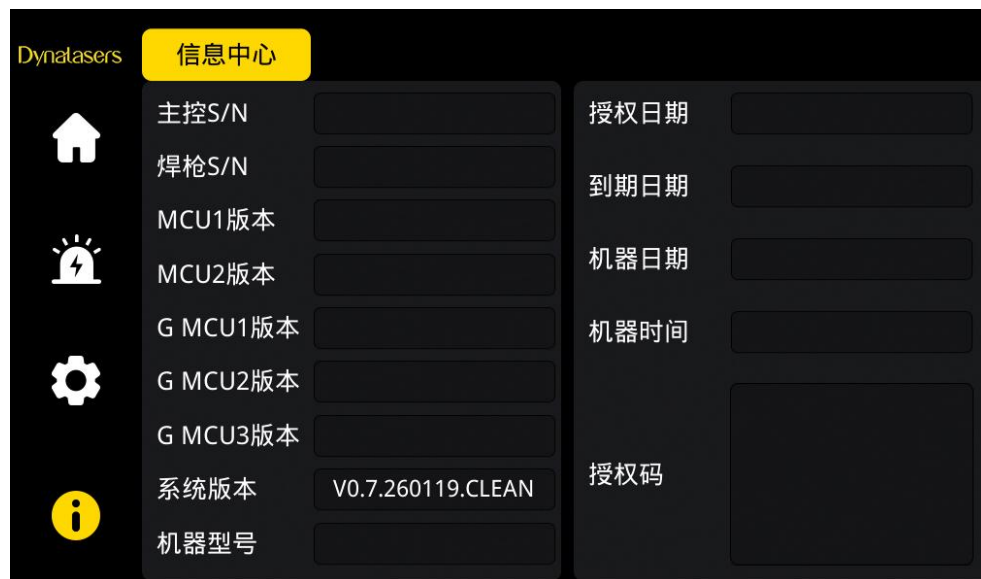 Dynalasers
信息中心
主控S/N
焊枪S/N
MCU1版本
MCU2版本
G MCU1版本
G MCU2版本
G MCU3版本
系统版本 V0.7.260119.CLEAN
机器型号
授权日期
到期日期
机器日期
机器时间
授权码